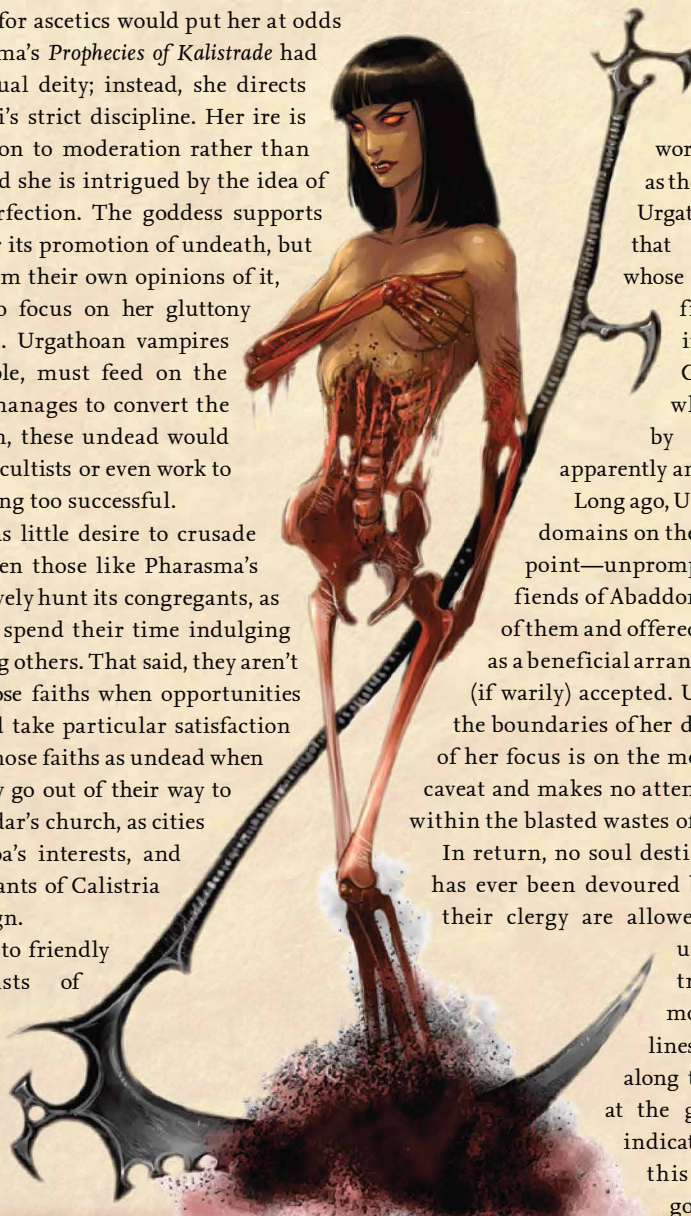 for ascetics would put her at odds
ma's Prophecies of Kalistrade had
ual deity; instead, she directs
i's strict discipline. Her ire is
on to moderation rather than
d she is intrigued by the idea of
rfection. The goddess supports
r its promotion of undeath, but
m their own opinions of it,
o focus on her gluttony
. Urgathoan vampires
ole, must feed on the
manages to convert the
n, these undead would
cultists or even work to
ng too successful.
as little desire to crusade
en those like Pharasma's
vely hunt its congregants, as
spend their time indulging
g others. That said, they aren't
ose faiths when opportunities
d take particular satisfaction
hose faiths as undead when
y go out of their way to
dar's church, as cities
oa's interests, and
ants of Calistria
gn.
to friendly
sts of
wor
as the
Urgat
that
whose
fi
i
C
wh
by
apparently ar
Long ago, U
domains on the
point—unpromp
fiends of Abaddon
of them and offered
as a beneficial arran
(if warily) accepted. U
the boundaries of her d
of her focus is on the mo
caveat and makes no atten
within the blasted wastes of
In return, no soul desti
has ever been devoured b
their clergy are allowe
u
tr
mo
lines
along t
at the g
indicat
this
go